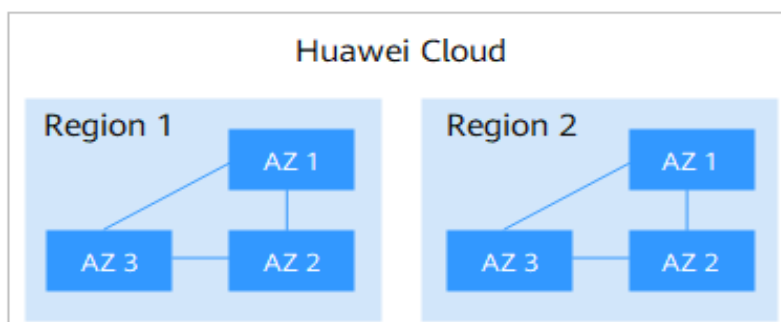 Huawei Cloud
Region 1
AZ 1
AZ 3
AZ 2
Region 2
AZ 1
AZ 3
AZ 2